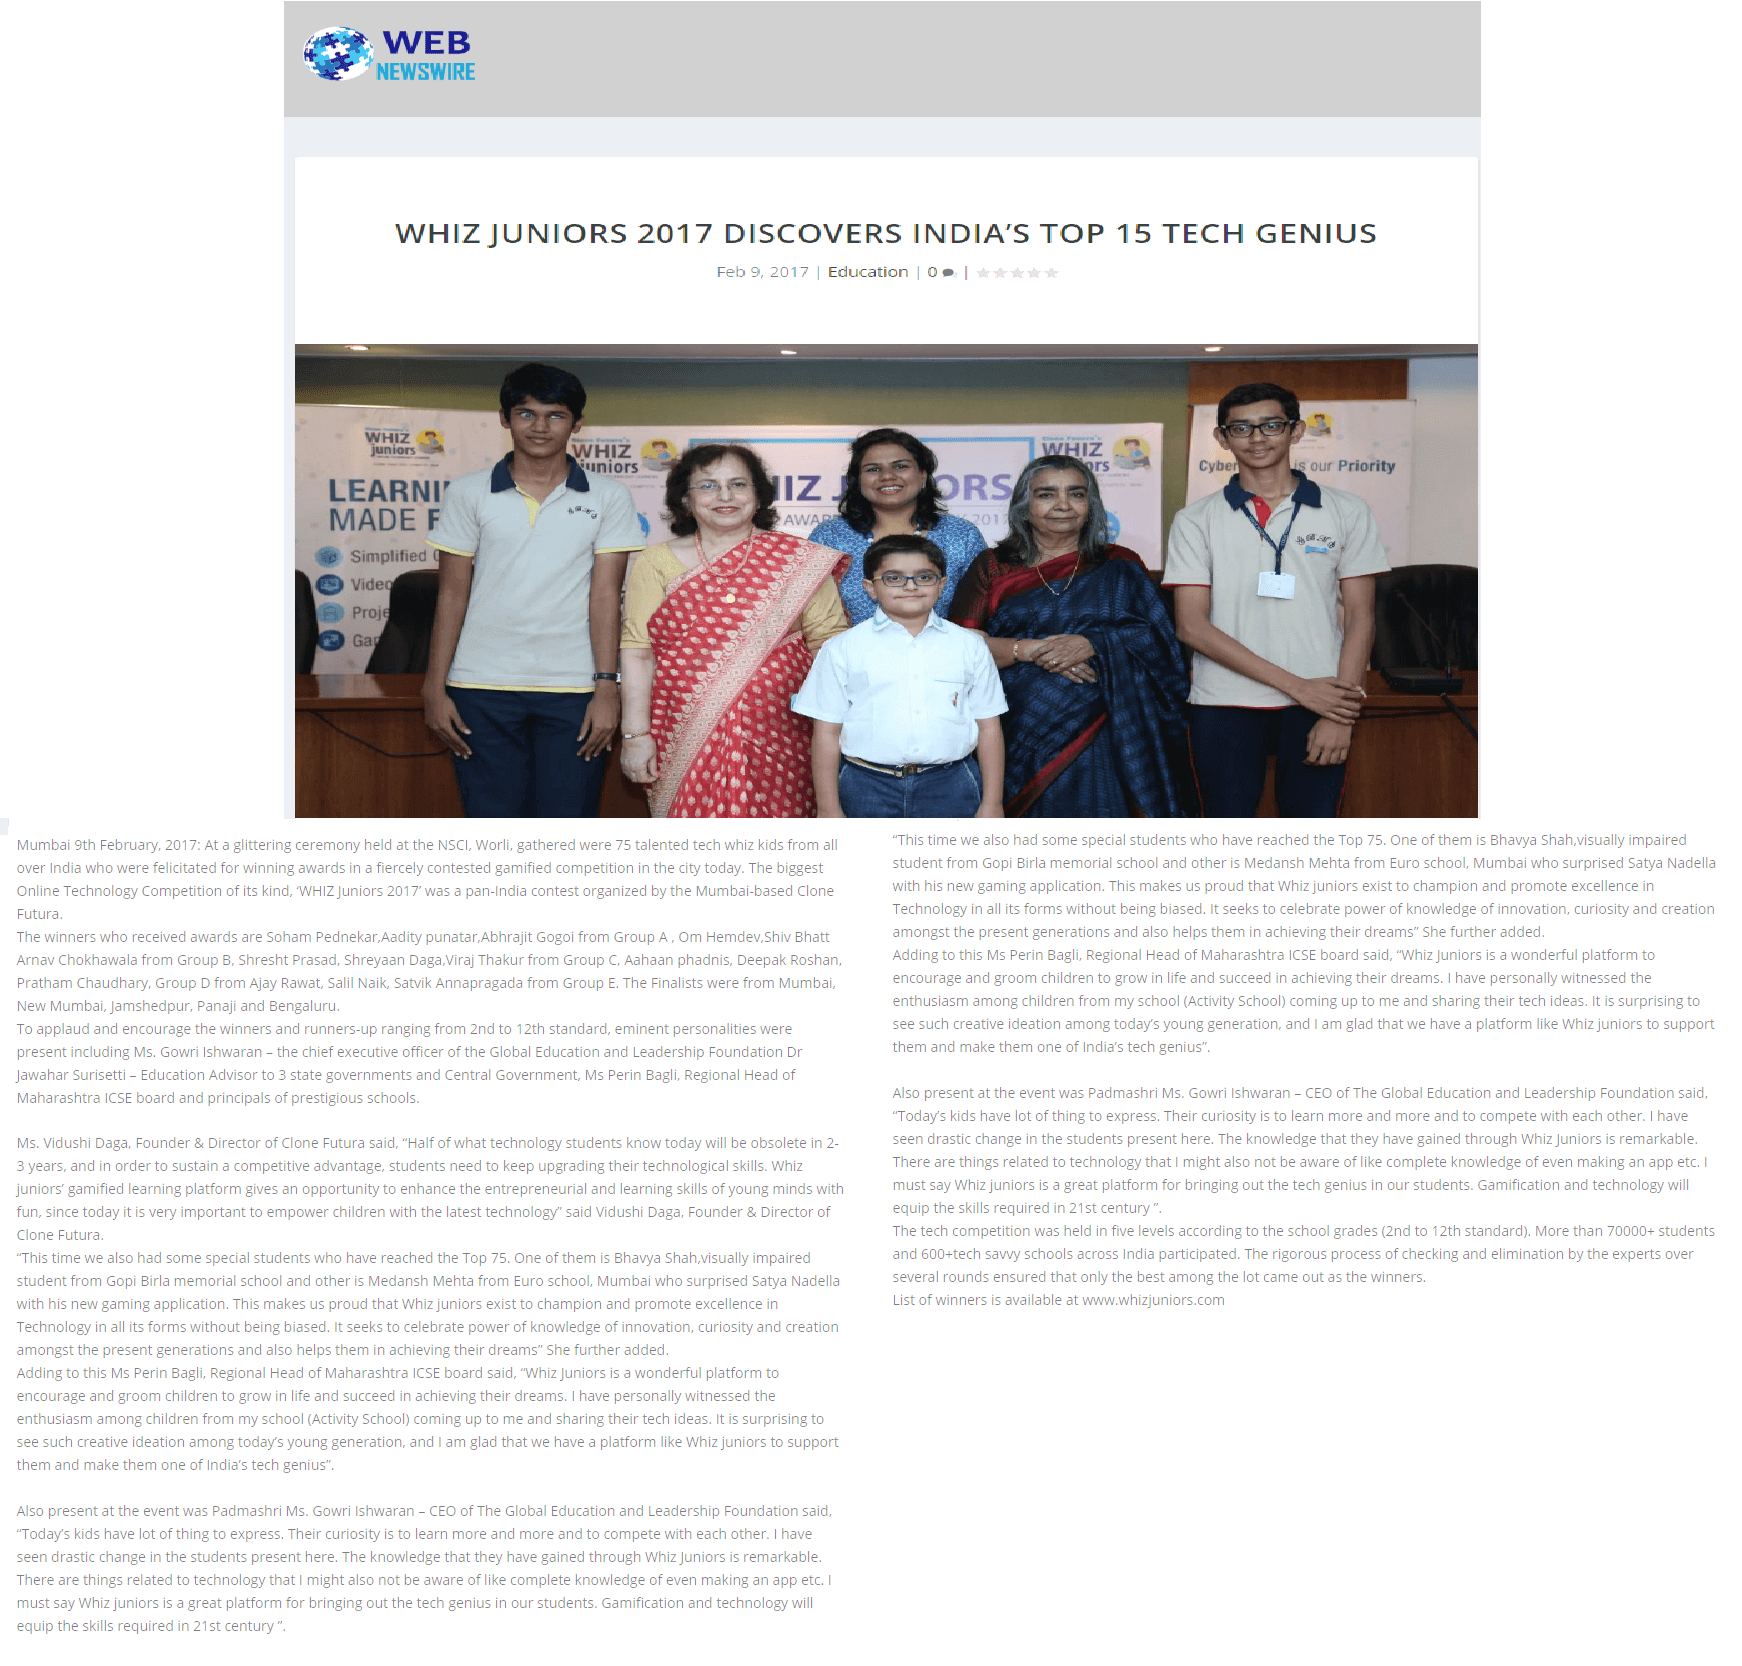 WEB
NEWSWIRE
WHIZ JUNIORS 2017 DISCOVERS INDIA’S TOP 15 TECH GENIUS
Feb 9, 2017 | Education | 0 |
WHIZ
juniors
LEARNI
MADE F
Simplified
Video
Proje
Ga
WHIZ
juniors
IZ J ORS
AWAR 2017
WHIZ
ors
Cyber is our Priority
Mumbai 9th February, 2017: At a glittering ceremony held at the NSCI, Worli, gathered were 75 talented tech whiz kids from all
over India who were felicitated for winning awards in a fiercely contested gamified competition in the city today. The biggest
Online Technology Competition of its kind, ‘WHIZ Juniors 2017’ was a pan-India contest organized by the Mumbai-based Clone
Futura.
The winners who received awards are Soham Pednekar,Aadity punatar,Abhrajit Gogoi from Group A , Om Hemdev,Shiv Bhatt
Arnav Chokhawala from Group B, Shresht Prasad, Shreyaan Daga,Viraj Thakur from Group C, Aahaan phadnis, Deepak Roshan,
Pratham Chaudhary, Group D from Ajay Rawat, Salil Naik, Satvik Annapragada from Group E. The Finalists were from Mumbai,
New Mumbai, Jamshedpur, Panaji and Bengaluru.
To applaud and encourage the winners and runners-up ranging from 2nd to 12th standard, eminent personalities were
present including Ms. Gowri Ishwaran – the chief executive officer of the Global Education and Leadership Foundation Dr
Jawahar Surisetti – Education Advisor to 3 state governments and Central Government, Ms Perin Bagli, Regional Head of
Maharashtra ICSE board and principals of prestigious schools.
Ms. Vidushi Daga, Founder & Director of Clone Futura said, “Half of what technology students know today will be obsolete in 2-
3 years, and in order to sustain a competitive advantage, students need to keep upgrading their technological skills. Whiz
juniors’ gamified learning platform gives an opportunity to enhance the entrepreneurial and learning skills of young minds with
fun, since today it is very important to empower children with the latest technology” said Vidushi Daga, Founder & Director of
Clone Futura.
“This time we also had some special students who have reached the Top 75. One of them is Bhavya Shah,visually impaired
student from Gopi Birla memorial school and other is Medansh Mehta from Euro school, Mumbai who surprised Satya Nadella
with his new gaming application. This makes us proud that Whiz juniors exist to champion and promote excellence in
Technology in all its forms without being biased. It seeks to celebrate power of knowledge of innovation, curiosity and creation
amongst the present generations and also helps them in achieving their dreams” She further added.
Adding to this Ms Perin Bagli, Regional Head of Maharashtra ICSE board said, “Whiz Juniors is a wonderful platform to
encourage and groom children to grow in life and succeed in achieving their dreams. I have personally witnessed the
enthusiasm among children from my school (Activity School) coming up to me and sharing their tech ideas. It is surprising to
see such creative ideation among today’s young generation, and I am glad that we have a platform like Whiz juniors to support
them and make them one of India’s tech genius”.
Also present at the event was Padmashri Ms. Gowri Ishwaran – CEO of The Global Education and Leadership Foundation said,
“Today’s kids have lot of thing to express. Their curiosity is to learn more and more and to compete with each other. I have
seen drastic change in the students present here. The knowledge that they have gained through Whiz Juniors is remarkable.
There are things related to technology that I might also not be aware of like complete knowledge of even making an app etc. I
must say Whiz juniors is a great platform for bringing out the tech genius in our students. Gamification and technology will
equip the skills required in 21st century ”.
“This time we also had some special students who have reached the Top 75. One of them is Bhavya Shah,visually impaired
student from Gopi Birla memorial school and other is Medansh Mehta from Euro school, Mumbai who surprised Satya Nadella
with his new gaming application. This makes us proud that Whiz juniors exist to champion and promote excellence in
Technology in all its forms without being biased. It seeks to celebrate power of knowledge of innovation, curiosity and creation
amongst the present generations and also helps them in achieving their dreams” She further added.
Adding to this Ms Perin Bagli, Regional Head of Maharashtra ICSE board said, “Whiz Juniors is a wonderful platform to
encourage and groom children to grow in life and succeed in achieving their dreams. I have personally witnessed the
enthusiasm among children from my school (Activity School) coming up to me and sharing their tech ideas. It is surprising to
see such creative ideation among today’s young generation, and I am glad that we have a platform like Whiz juniors to support
them and make them one of India’s tech genius”.
Also present at the event was Padmashri Ms. Gowri Ishwaran – CEO of The Global Education and Leadership Foundation said,
“Today’s kids have lot of thing to express. Their curiosity is to learn more and more and to compete with each other. I have
seen drastic change in the students present here. The knowledge that they have gained through Whiz Juniors is remarkable.
There are things related to technology that I might also not be aware of like complete knowledge of even making an app etc. I
must say Whiz juniors is a great platform for bringing out the tech genius in our students. Gamification and technology will
equip the skills required in 21st century ”.
The tech competition was held in five levels according to the school grades (2nd to 12th standard). More than 70000+ students
and 600+tech savvy schools across India participated. The rigorous process of checking and elimination by the experts over
several rounds ensured that only the best among the lot came out as the winners.
List of winners is available at www.whizjuniors.com